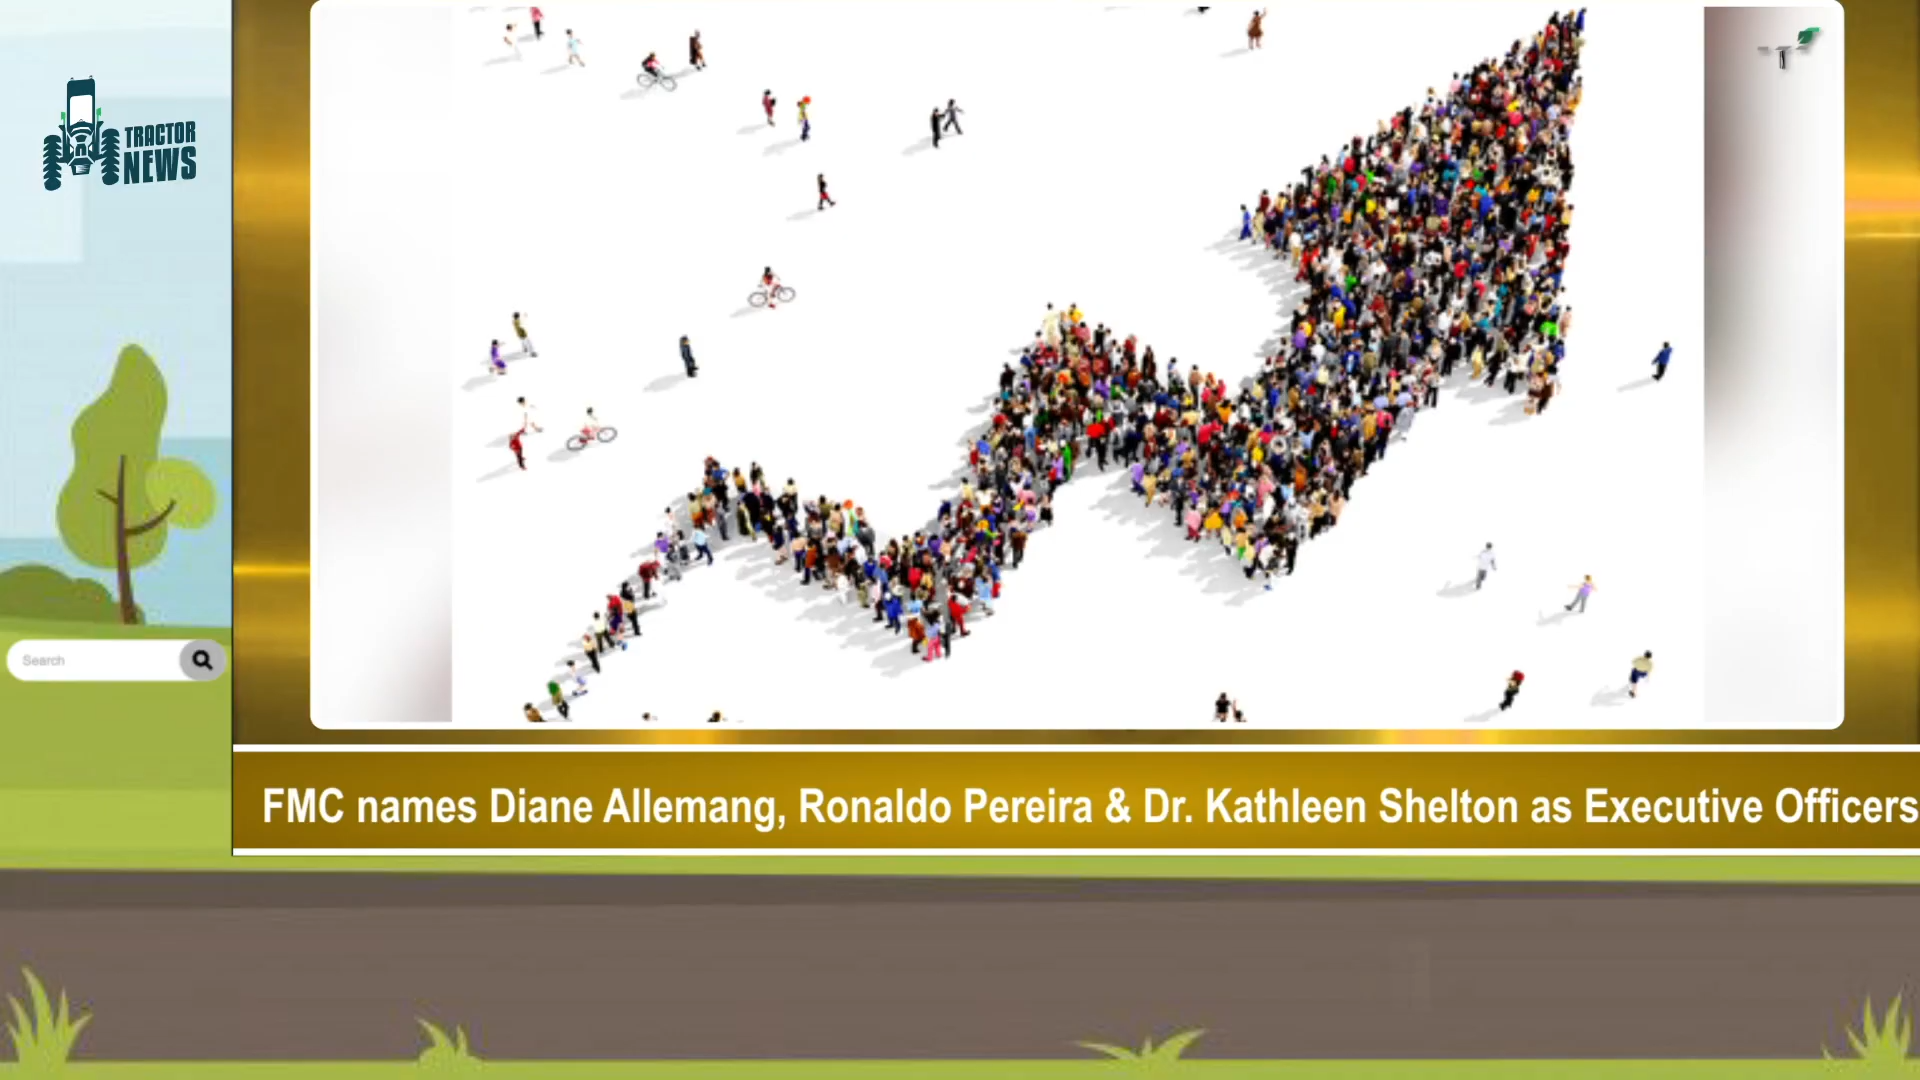 TRACTOR
NEWS
Search
FMC names Diane Allemang, Ronaldo Pereira & Dr. Kathleen Shelton as Executive Officers